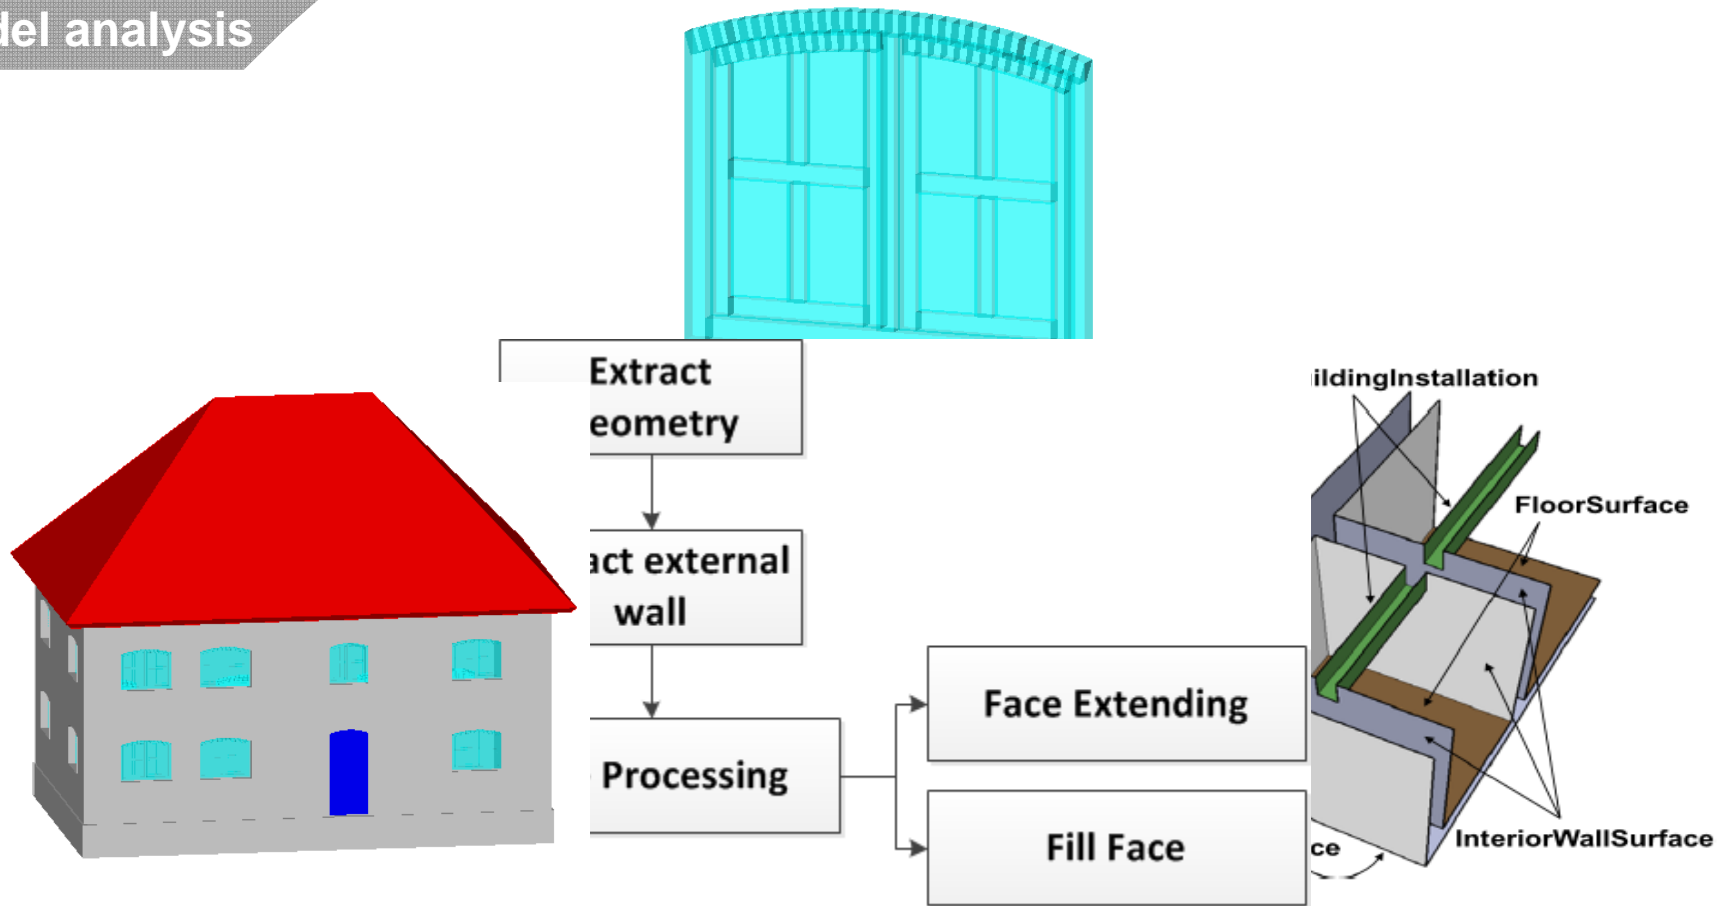 del analysis
Extract
eometry
act external
wall
Processing
Face Extending
Fill Face
ildingInstallation
FloorSurface
InteriorWallSurface
ce